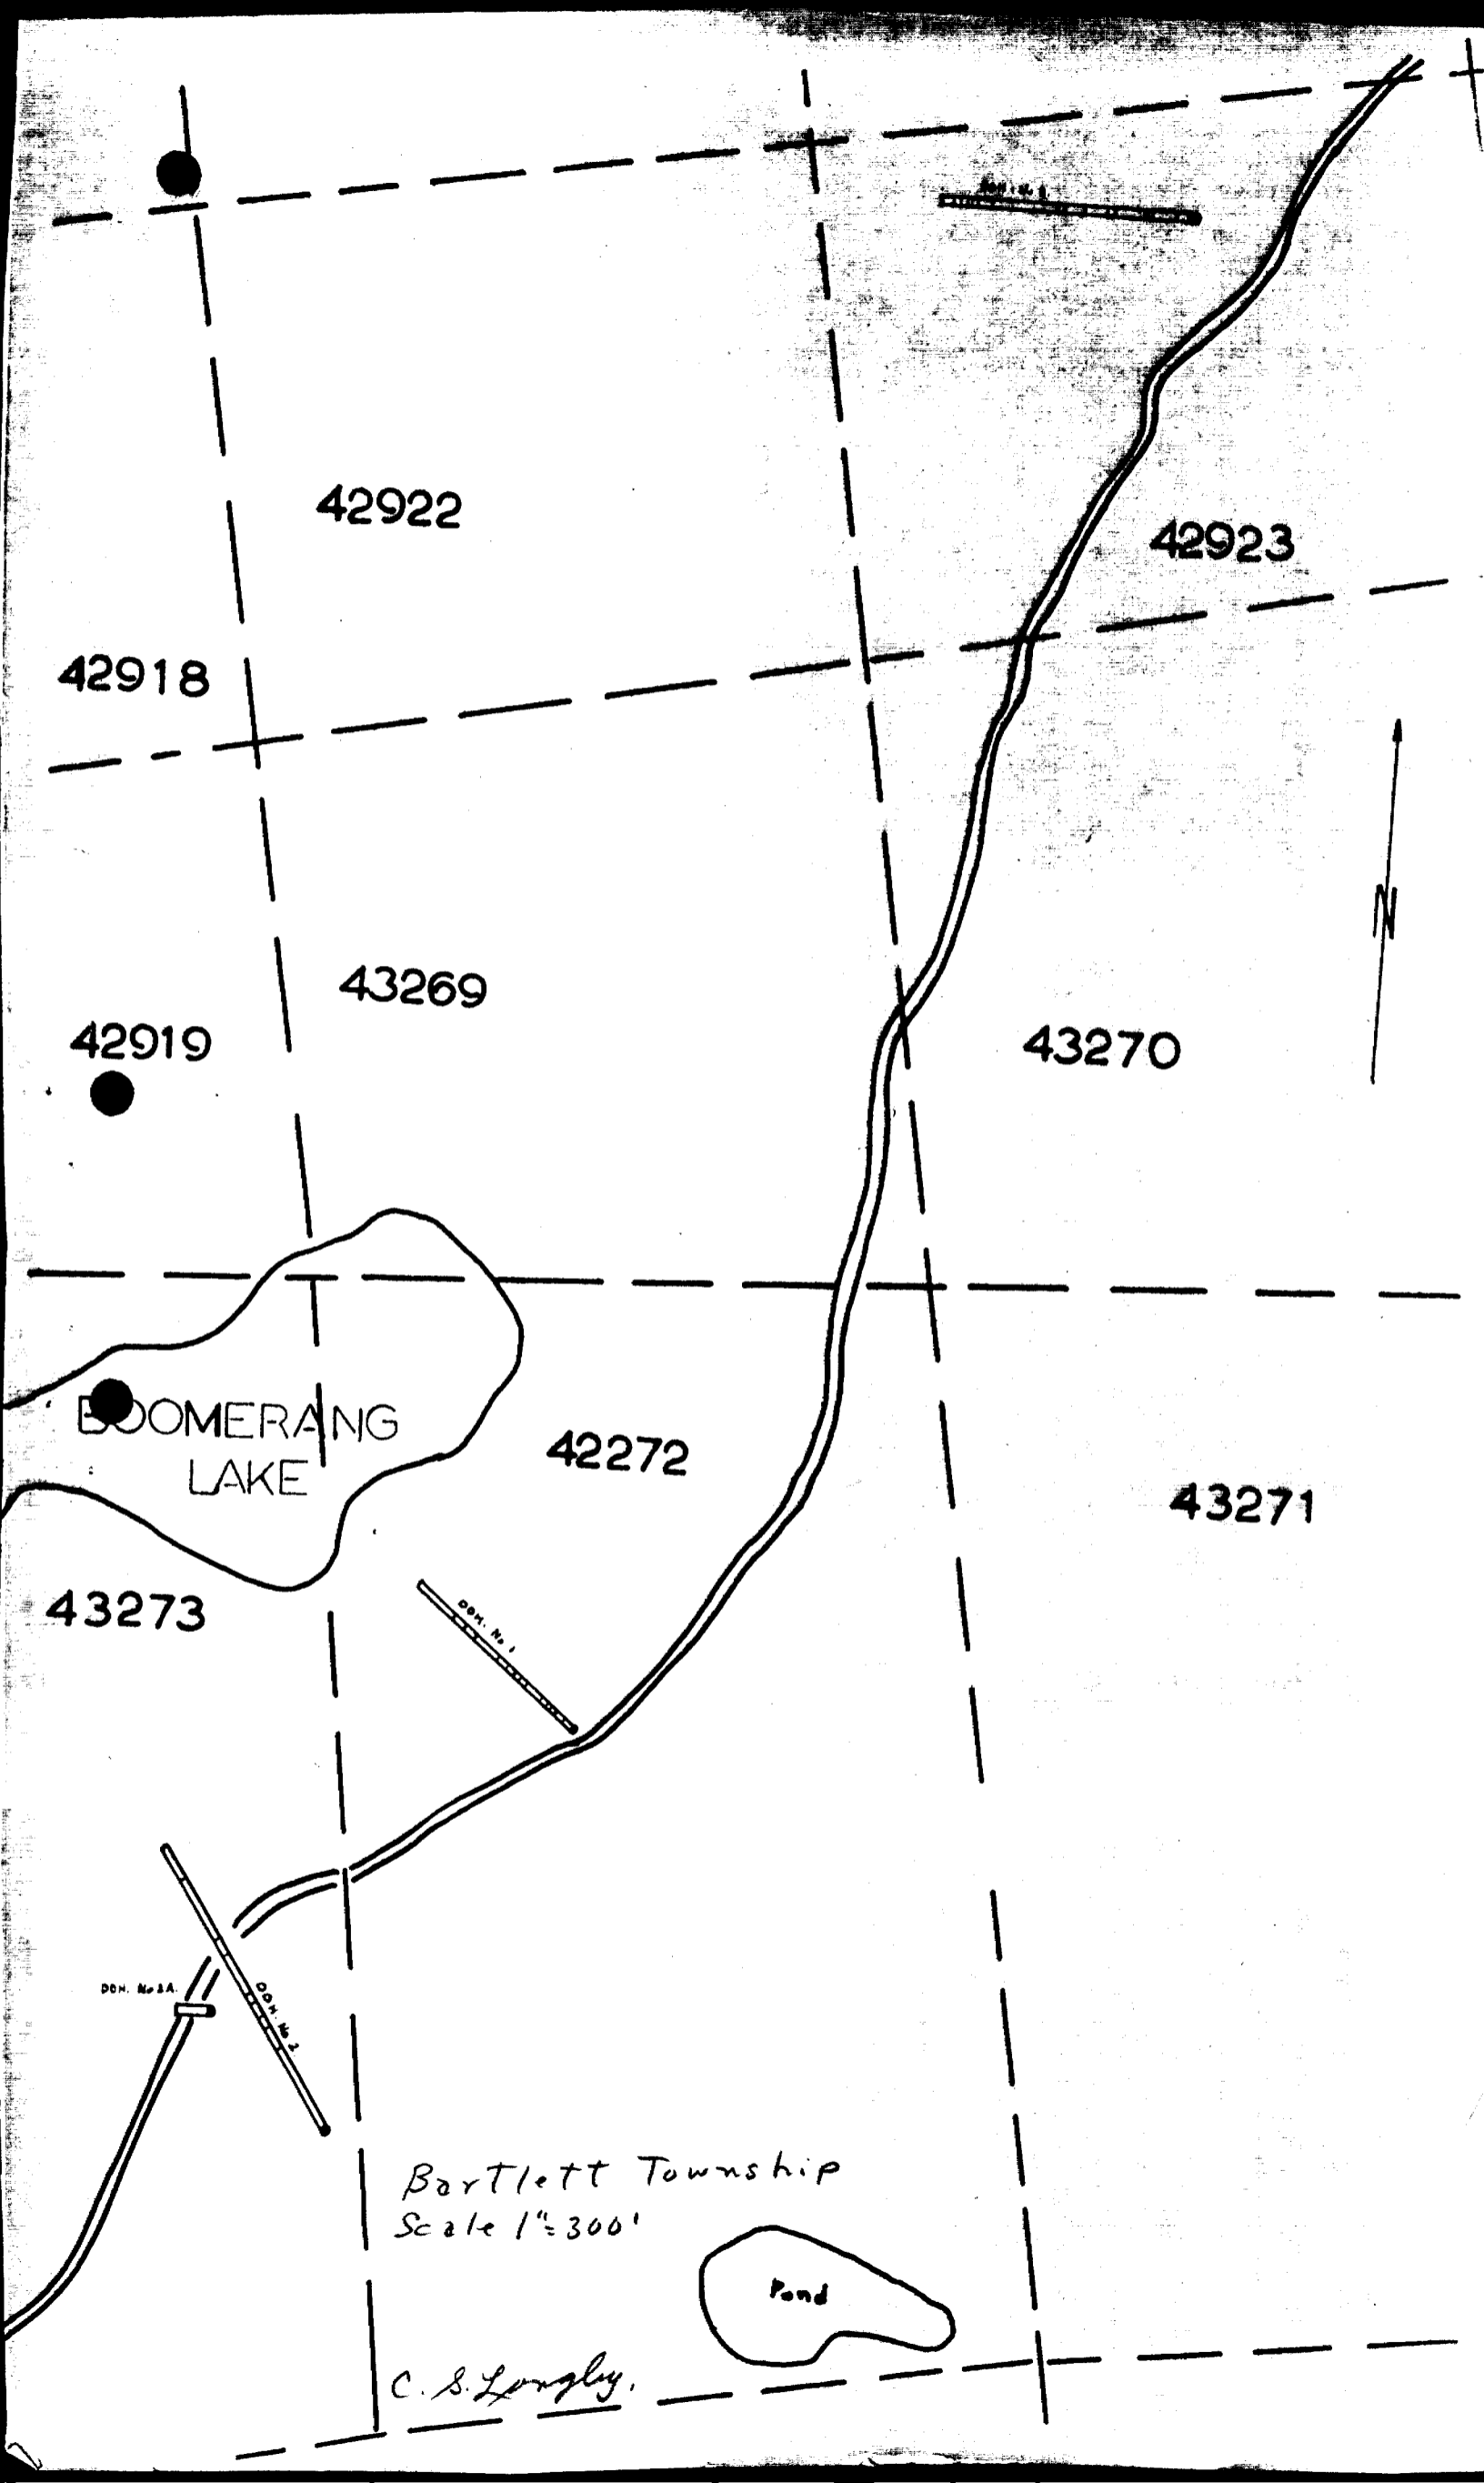 42922
42923
42918
43269
42919
43270
N
BOOMERANG
LAKE
42272
43271
43273
DDH. No 1
DDH. No 2A.
DDH. No 2
Bartlett Township
Scale 1"=300'
Pond
C. S. Longley.